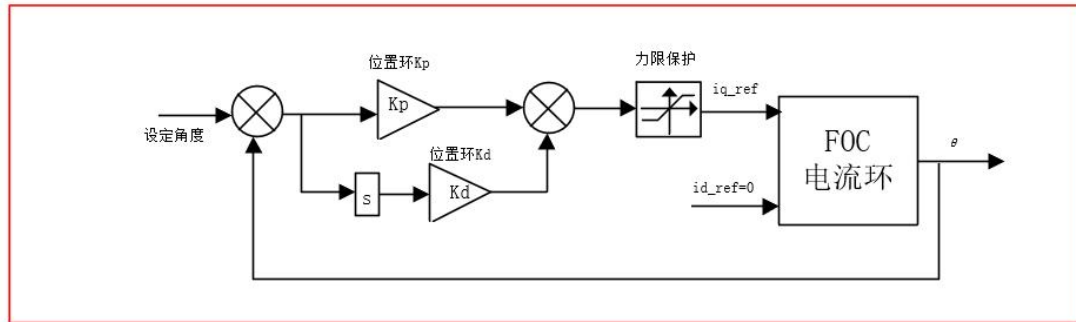 位置环Kp
力限保护
Kp
iq_ref
设定角度
FOC
电流环
θ
位置环Kd
S
Kd
id_ref=0